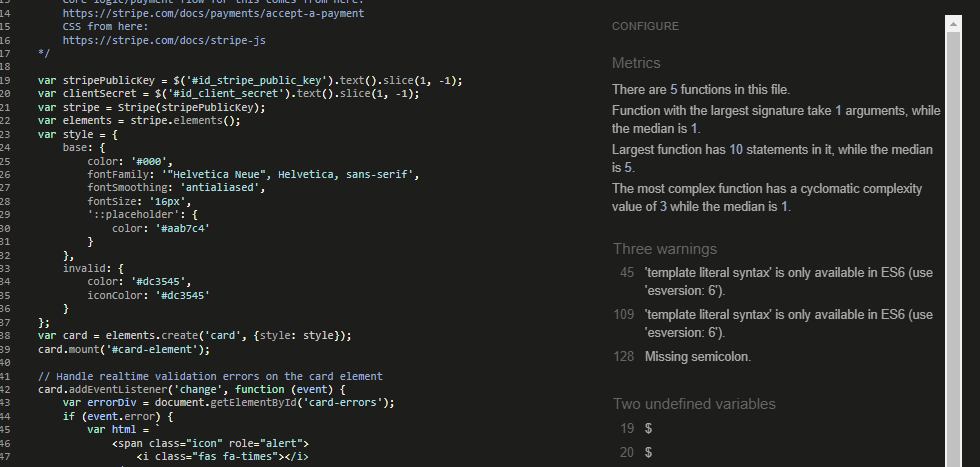 Core logic/payment flow for this comes from here:
14 https://stripe.com/docs/payments/accept-a-payment
15 CSS from here:
16 https://stripe.com/docs/stripe-js
17 */
18
19 var stripePublicKey = $('#id_stripe_public_key').text().slice(1, -1);
20 var clientSecret = $('#id_client_secret').text().slice(1, -1);
21 var stripe = Stripe(stripePublicKey);
22 var elements = stripe.elements();
23 var style = {
24 base: {
25 color: '#000',
26 fontFamily: '"Helvetica Neue", Helvetica, sans-serif',
27 fontSmoothing: 'antialiased',
28 fontSize: '16px',
29 '::placeholder': {
30 color: '#aab7c4'
31 }
32 },
33 invalid: {
34 color: '#dc3545',
35 iconColor: '#dc3545'
36 }
37 };
38 var card = elements.create('card', {style: style});
39 card.mount('#card-element');
40
41 // Handle realtime validation errors on the card element
42 card.addEventListener('change', function (event) {
43 var errorDiv = document.getElementById('card-errors');
44 if (event.error) {
45 var html = `
46 <span class="icon" role="alert">
47 <i class="fas fa-times"></i>
CONFIGURE
Metrics
There are 5 functions in this file.
Function with the largest signature take 1 arguments, while
the median is 1.
Largest function has 10 statements in it, while the median
is 5.
The most complex function has a cyclomatic complexity
value of 3 while the median is 1.
Three warnings
45 'template literal syntax' is only available in ES6 (use
'esversion: 6').
109 'template literal syntax' is only available in ES6 (use
'esversion: 6').
128 Missing semicolon.
Two undefined variables
19 $
20 $